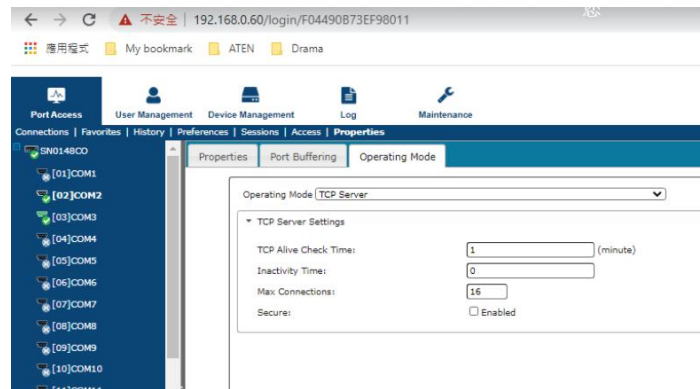 不安全 | 192.168.0.60/login/F04490B73EF98011
應用程式 My bookmark ATEN Drama
Port Access User Management Device Management Log Maintenance
Connections | Favorites | History | Preferences | Sessions | Access | Properties
SN0148CO
Properties Port Buffering Operating Mode
[01]COM1
[02]COM2
Operating Mode TCP Server
[03]COM3
TCP Server Settings
[04]COM4
TCP Alive Check Time: 1 (minute)
[05]COM5
Inactivity Time: 0
[06]COM6
Max Connections: 16
[07]COM7
Secure: Enabled
[08]COM8
[09]COM9
[10]COM10